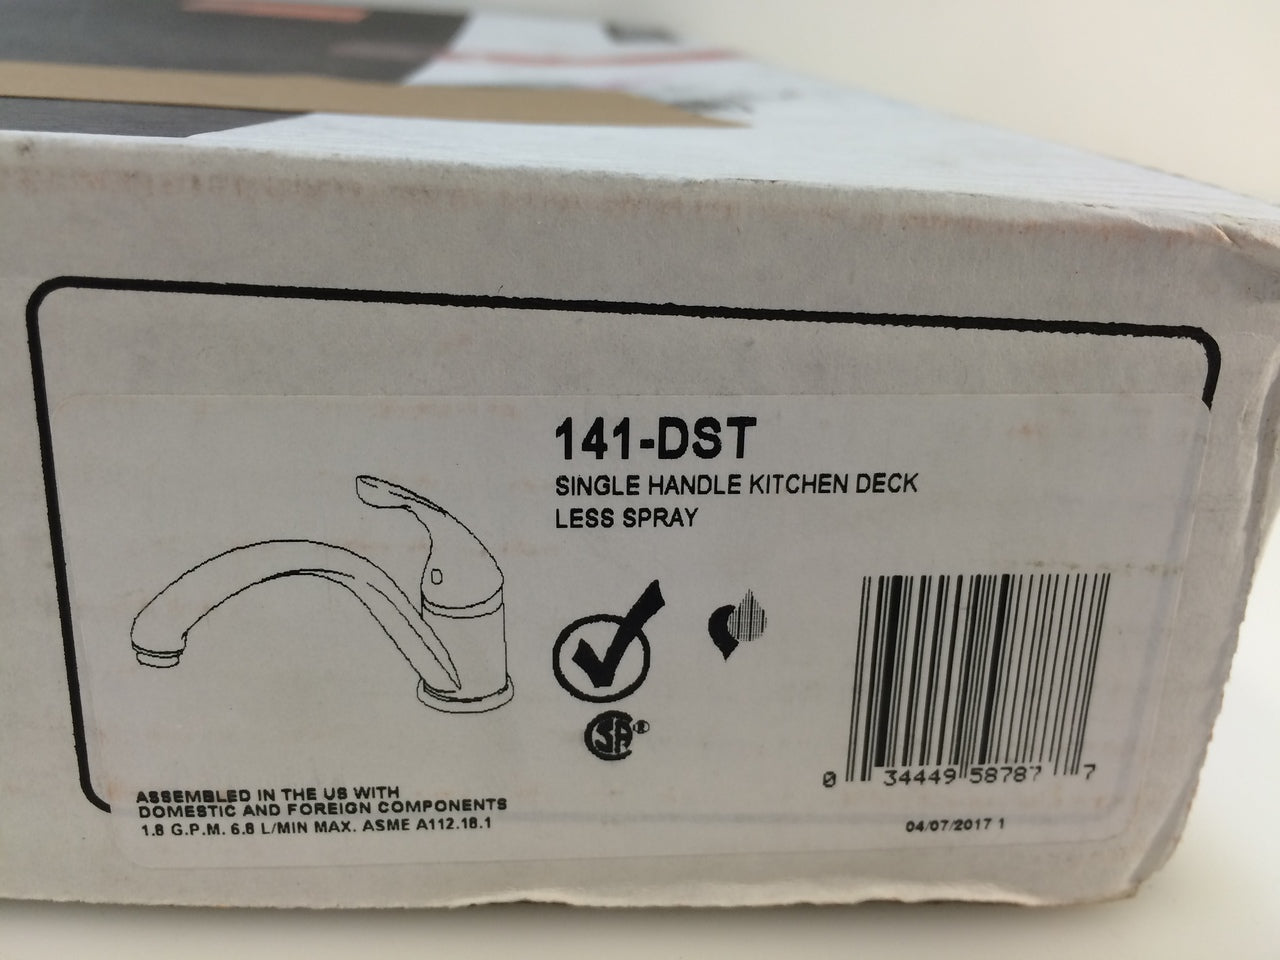 141-DST
SINGLE HANDLE KITCHEN DECK
LESS SPRAY
CSA®
0 34449 58787 7
ASSEMBLED IN THE US WITH
DOMESTIC AND FOREIGN COMPONENTS
1.8 G.P.M. 6.8 L/MIN MAX. ASME A112.18.1
04/07/2017 1